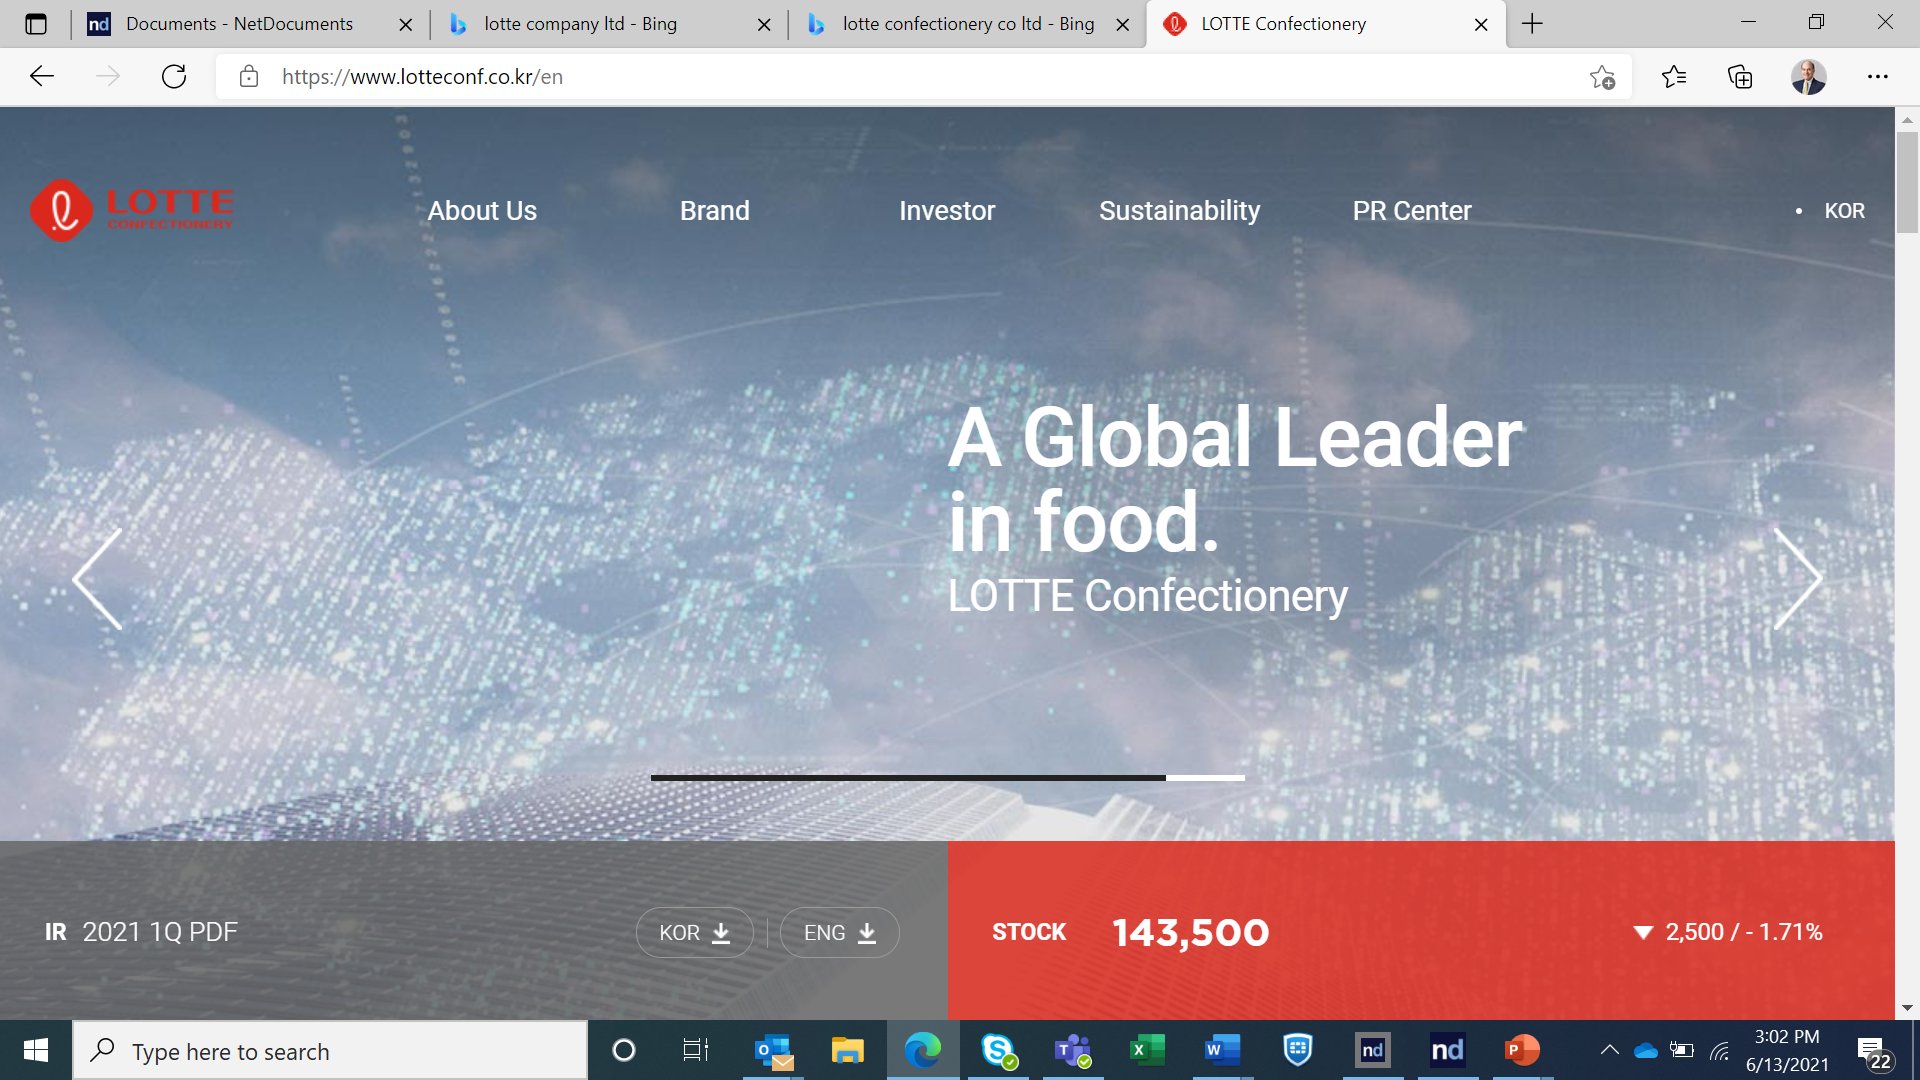 Documents - NetDocuments
lotte company ltd - Bing
lotte confectionery co ltd - Bing
LOTTE Confectionery
https://www.lotteconf.co.kr/en
LOTTE
CONFECTIONERY
About Us
Brand
Investor
Sustainability
PR Center
• KOR
A Global Leader
in food.
LOTTE Confectionery
IR 2021 1Q PDF
KOR
ENG
STOCK 143,500
▼ 2,500 / - 1.71%
Type here to search
3:02 PM
6/13/2021
22